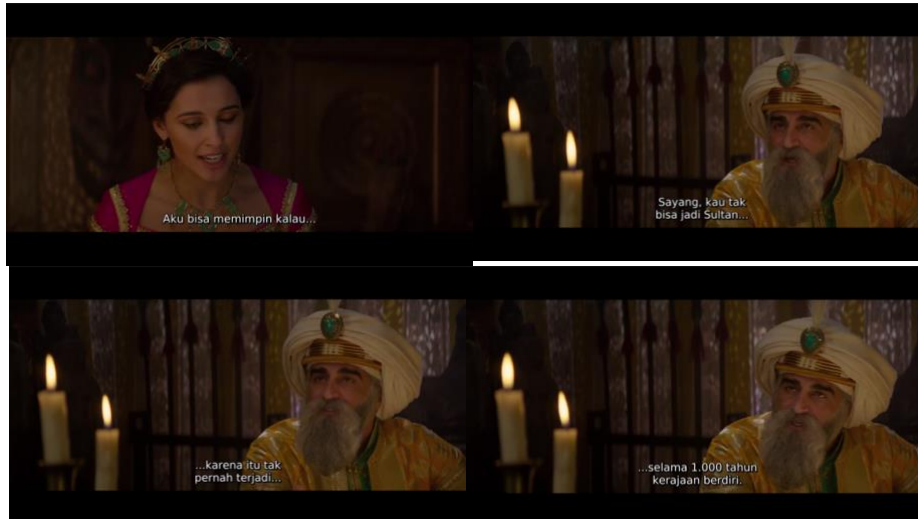 Aku bisa memimpin kalau...
Sayang, kau tak
bisa jadi Sultan...
...karena itu tak
pernah terjadi...
...selama 1.000 tahun
kerajaan berdiri.